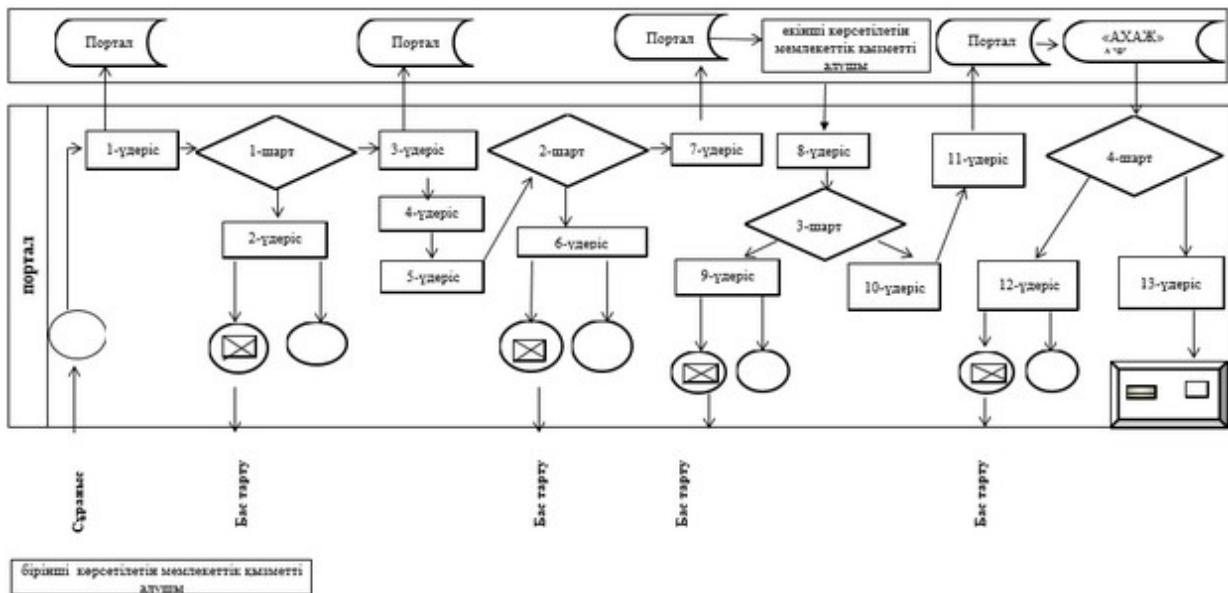 Портал
Портал
Портал
екінші көрсетілетін
мемлекеттік қызметті
алушы
Портал
«АХАЖ»
1-үдеріс
1-шарт
3-үдеріс
2-шарт
7-үдеріс
8-үдеріс
11-үдеріс
4-шарт
2-үдеріс
4-үдеріс
6-үдеріс
3-шарт
5-үдеріс
9-үдеріс
10-үдеріс
12-үдеріс
13-үдеріс
портал
Сұраныс
Бас тарту
Бас тарту
Бас тарту
Бас тарту
бірінші көрсетілетін мемлекеттік қызметті
алушы